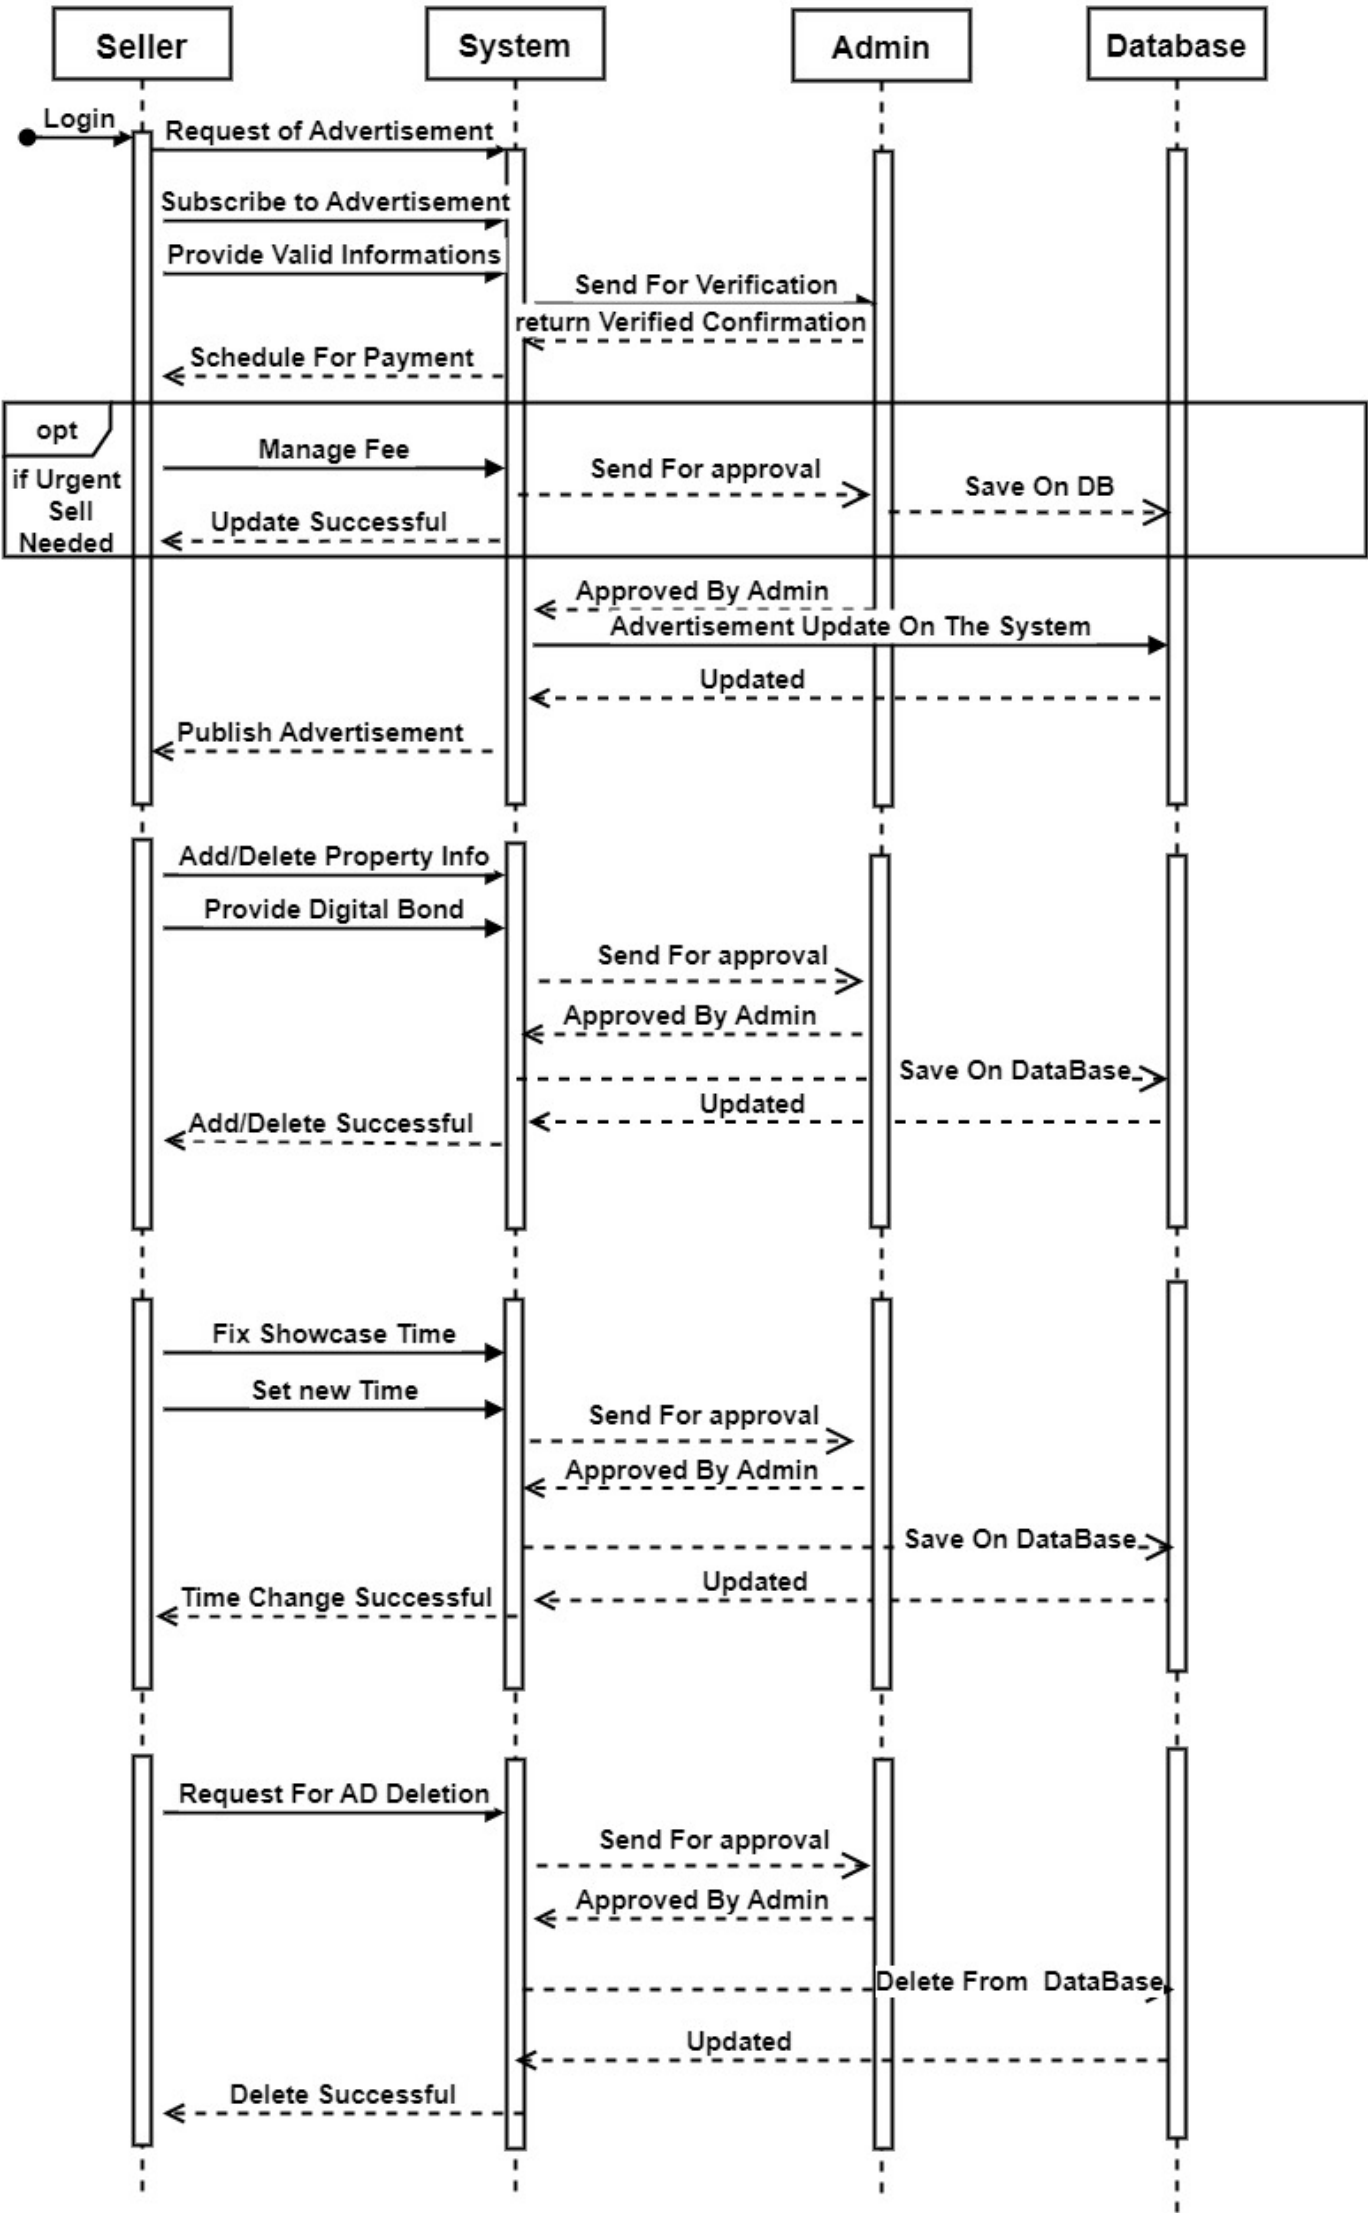 Seller
System
Admin
Database
Login
Request of Advertisement
Subscribe to Advertisement
Provide Valid Informations
Send For Verification
return Verified Confirmation
Schedule For Payment
opt
if Urgent
Sell
Needed
Manage Fee
Send For approval
Save On DB
Update Successful
Approved By Admin
Advertisement Update On The System
Updated
Publish Advertisement
Add/Delete Property Info
Provide Digital Bond
Send For approval
Approved By Admin
Save On DataBase
Updated
Add/Delete Successful
Fix Showcase Time
Set new Time
Send For approval
Approved By Admin
Save On DataBase
Updated
Time Change Successful
Request For AD Deletion
Send For approval
Approved By Admin
Delete From DataBase
Updated
Delete Successful